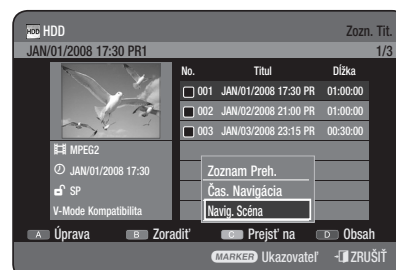 HDD HDD Zozn. Tit.
JAN/01/2008 17:30 PR1 1/3
No. Titul Dĺžka
001 JAN/01/2008 17:30 PR 01:00:00
002 JAN/02/2008 21:00 PR 01:00:00
003 JAN/03/2008 23:15 PR 00:30:00
MPEG2
JAN/01/2008 17:30
SP
V-Mode Kompatibilita
Zoznam Preh.
Čas. Navigácia
Navig. Scéna
A Úprava B Zoradiť C Prejsť na D Obsah
MARKER Ukazovateľ ZRUŠIŤ